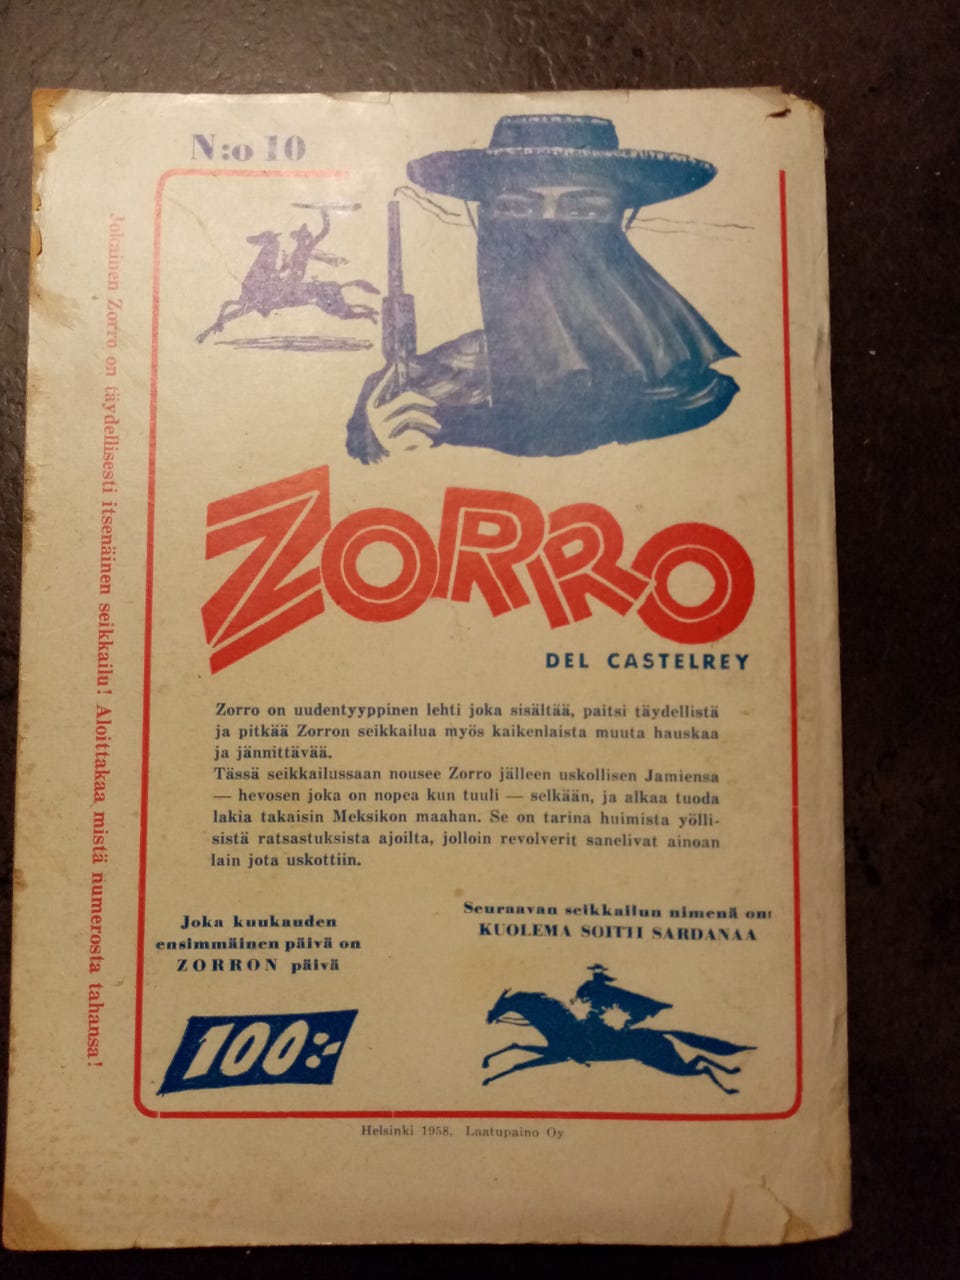 N:o 10
ZORRO
DEL CASTELREY
Zorro on uudentyyppinen lehti joka sisältää, paitsi täydellistä
ja pitkää Zorron seikkailua myös kaikenlaista muuta hauskaa
ja jännittävää.
Tässä seikkailussaan nousee Zorro jälleen uskollisen Jamiensa
— hevosen joka on nopea kun tuuli — selkään, ja alkaa tuoda
lakia takaisin Meksikon maahan. Se on tarina huimista yölli-
sistä ratsastuksista ajoilta, jolloin revolverit sanelivat ainoan
lain jota uskottiin.
Joka kuukauden
ensimmäinen päivä on
ZORRON päivä
100:-
Seuraavan seikkailun nimenä on:
KUOLEMA SOITTI SARDANAA
Helsinki 1958. Laatupaino Oy
Jokainen Zorro on täydellisesti itsenäinen seikkailu! Aloittakaa mistä numerosta tahansa!